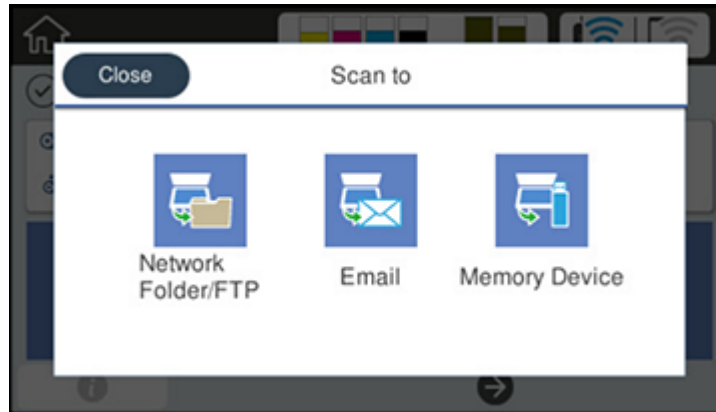 Close
Scan to
Network
Folder/FTP
Email
Memory Device